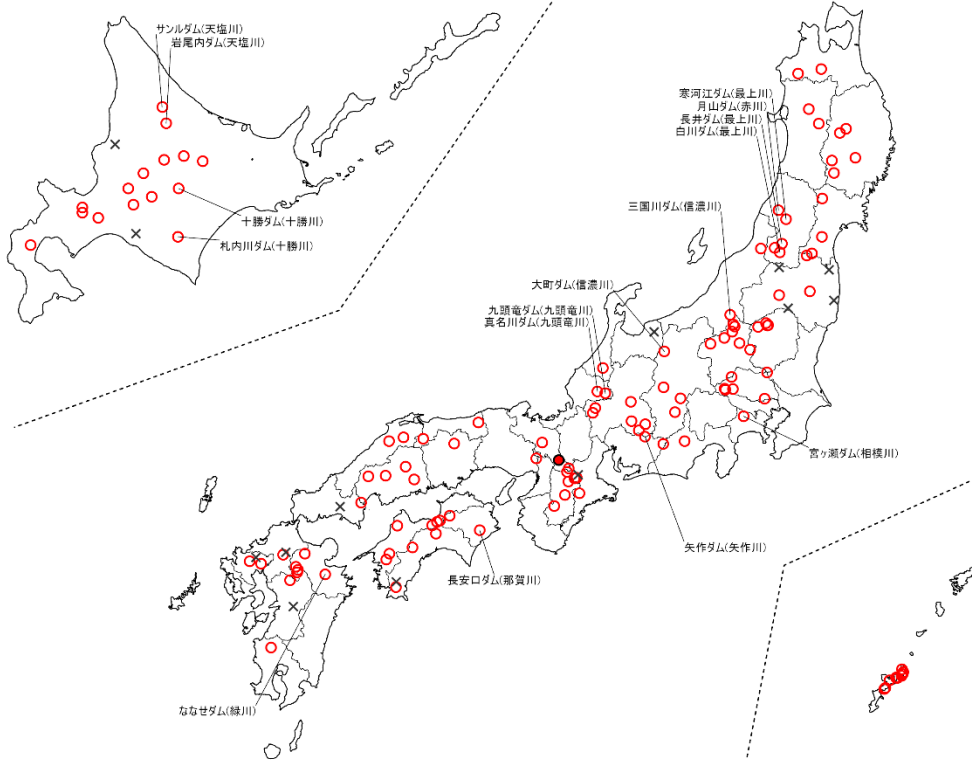 サンルダム(天塩川)
岩尾内ダム(天塩川)
十勝ダム(十勝川)
札内川ダム(十勝川)
寒河江ダム(最上川)
月山ダム(赤川)
長井ダム(最上川)
白川ダム(最上川)
三国川ダム(信濃川)
大町ダム(信濃川)
九頭竜ダム(九頭竜川)
真名川ダム(九頭竜川)
宮ヶ瀬ダム(相模川)
矢作ダム(矢作川)
長安口ダム(那賀川)
ななせダム(緑川)